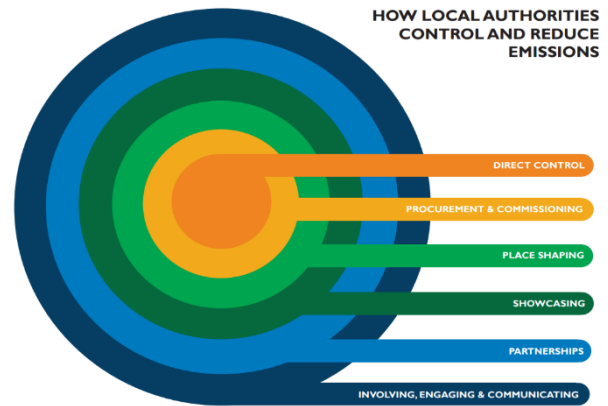 HOW LOCAL AUTHORITIES
CONTROL AND REDUCE
EMISSIONS
DIRECT CONTROL
PROCUREMENT & COMMISSIONING
PLACE SHAPING
SHOWCASING
PARTNERSHIPS
INVOLVING, ENGAGING & COMMUNICATING